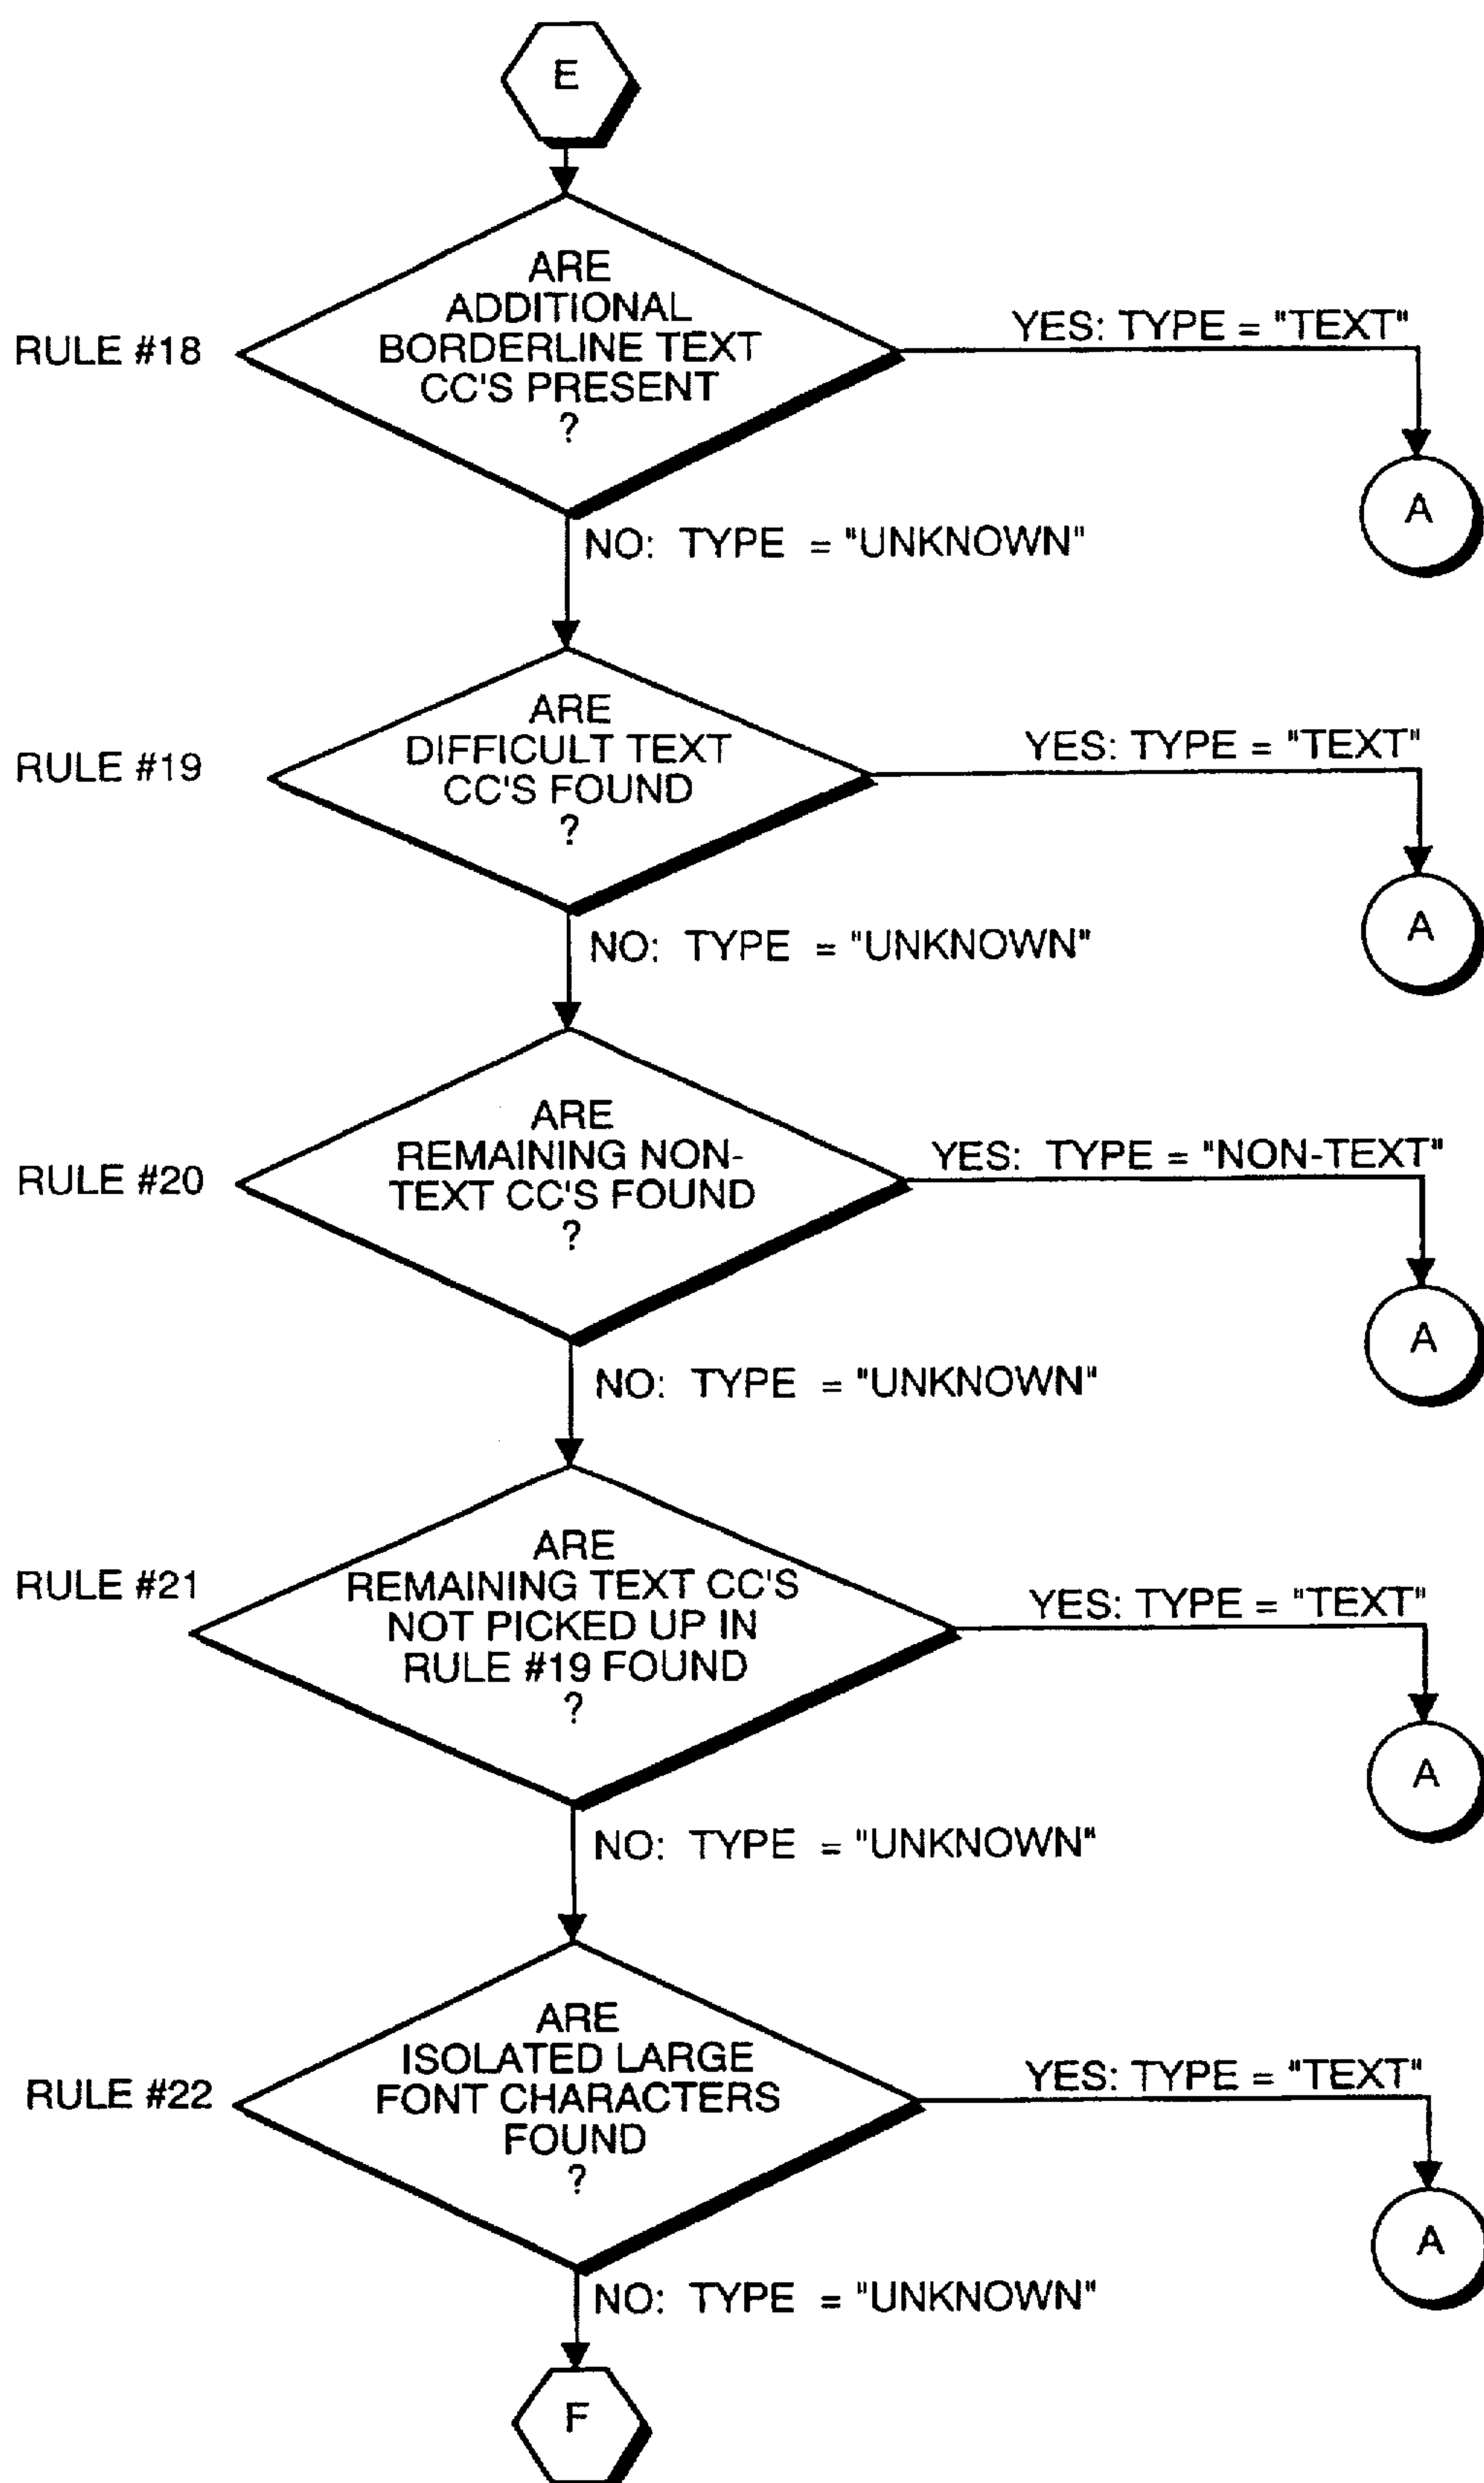 E
ARE
ADDITIONAL
BORDERLINE TEXT
CC'S PRESENT
?
RULE #18
YES: TYPE = "TEXT"
A
NO: TYPE = "UNKNOWN"
ARE
DIFFICULT TEXT
CC'S FOUND
?
RULE #19
YES: TYPE = "TEXT"
A
NO: TYPE = "UNKNOWN"
ARE
REMAINING NON-
TEXT CC'S FOUND
?
RULE #20
YES: TYPE = "NON-TEXT"
A
NO: TYPE = "UNKNOWN"
ARE
REMAINING TEXT CC'S
NOT PICKED UP IN
RULE #19 FOUND
?
RULE #21
YES: TYPE = "TEXT"
A
NO: TYPE = "UNKNOWN"
ARE
ISOLATED LARGE
FONT CHARACTERS
FOUND
?
RULE #22
YES: TYPE = "TEXT"
A
NO: TYPE = "UNKNOWN"
F